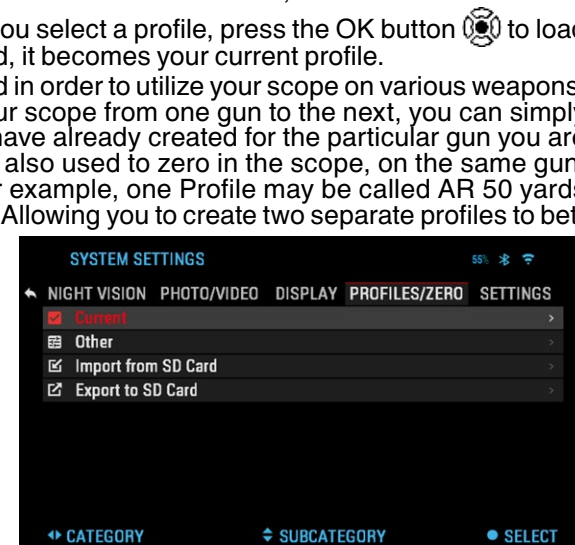 you select a profile, press the OK button to load
d, it becomes your current profile.
d in order to utilize your scope on various weapons
ur scope from one gun to the next, you can simply
have already created for the particular gun you are
also used to zero in the scope, on the same gun
r example, one Profile may be called AR 50 yards
Allowing you to create two separate profiles to bet
SYSTEM SETTINGS 55%
NIGHT VISION PHOTO/VIDEO DISPLAY PROFILES/ZERO SETTINGS
Current
Other
Import from SD Card
Export to SD Card
CATEGORY SUBCATEGORY SELECT